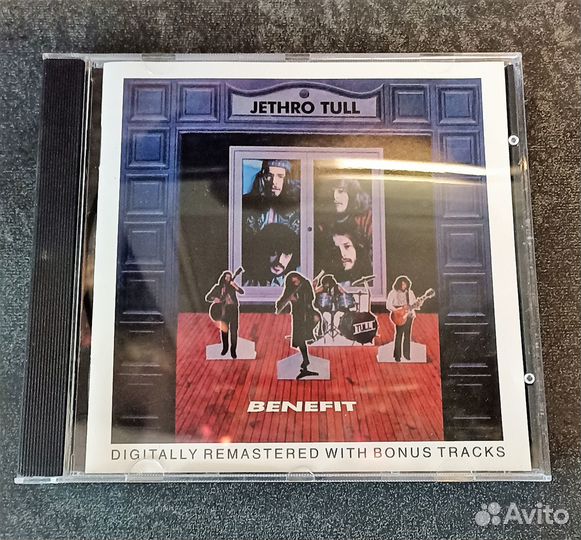 JETHRO TULL
TULL
BENEFIT
DIGITALLY REMASTERED WITH BONUS TRACKS
Avito